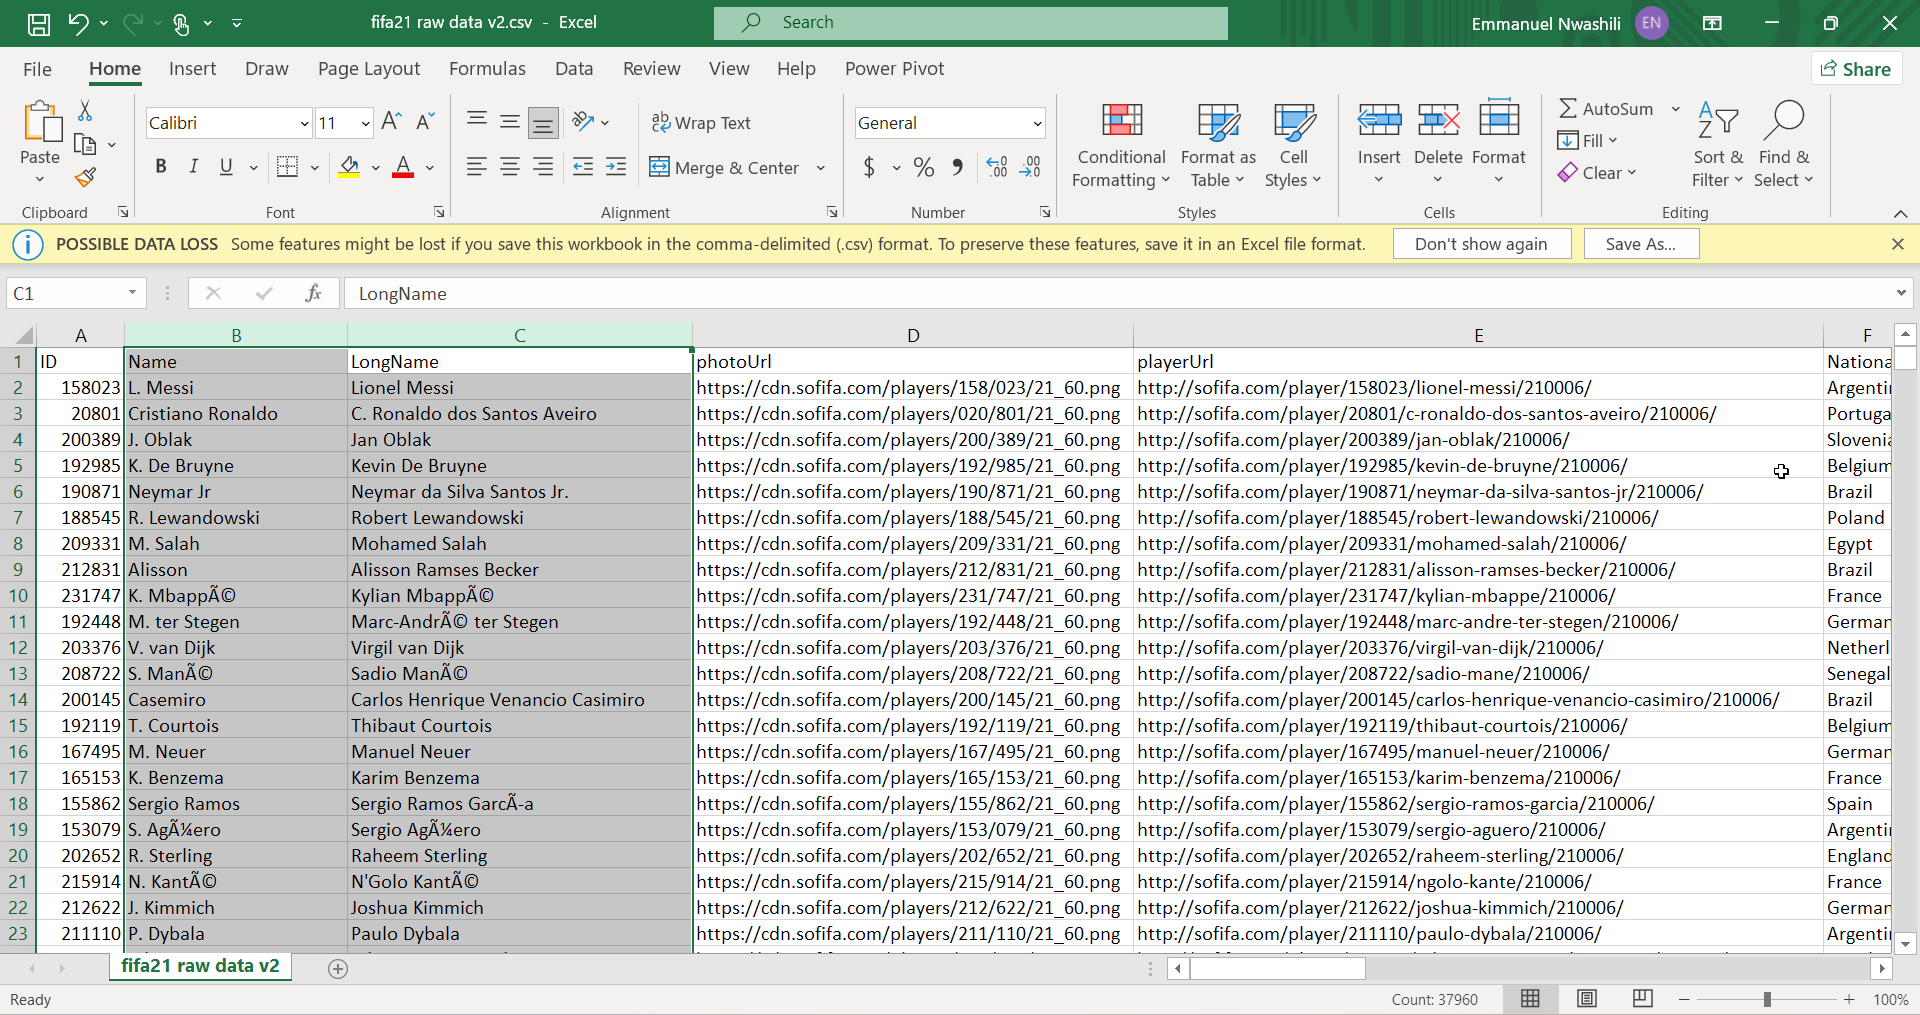 fifa21 raw data v2.csv - Excel
Search
Emmanuel Nwashili EN
File Home Insert Draw Page Layout Formulas Data Review View Help Power Pivot Share
Paste
Clipboard
Calibri 11
B I U A
Font
Wrap Text
Merge & Center
Alignment
General
$ % ,
Number
Conditional Formatting
Format as Table
Cell Styles
Styles
Insert Delete Format
Cells
AutoSum
Fill
Clear
Sort & Filter
Find & Select
Editing
POSSIBLE DATA LOSS Some features might be lost if you save this workbook in the comma-delimited (.csv) format. To preserve these features, save it in an Excel file format. Don't show again Save As...
C1 fx LongName
A B C D E F
1 ID Name LongName photoUrl playerUrl Nationa
2 158023 L. Messi Lionel Messi https://cdn.sofifa.com/players/158/023/21_60.png http://sofifa.com/player/158023/lionel-messi/210006/ Argentin
3 20801 Cristiano Ronaldo C. Ronaldo dos Santos Aveiro https://cdn.sofifa.com/players/020/801/21_60.png http://sofifa.com/player/20801/c-ronaldo-dos-santos-aveiro/210006/ Portuga
4 200389 J. Oblak Jan Oblak https://cdn.sofifa.com/players/200/389/21_60.png http://sofifa.com/player/200389/jan-oblak/210006/ Slovenia
5 192985 K. De Bruyne Kevin De Bruyne https://cdn.sofifa.com/players/192/985/21_60.png http://sofifa.com/player/192985/kevin-de-bruyne/210006/ Belgium
6 190871 Neymar Jr Neymar da Silva Santos Jr. https://cdn.sofifa.com/players/190/871/21_60.png http://sofifa.com/player/190871/neymar-da-silva-santos-jr/210006/ Brazil
7 188545 R. Lewandowski Robert Lewandowski https://cdn.sofifa.com/players/188/545/21_60.png http://sofifa.com/player/188545/robert-lewandowski/210006/ Poland
8 209331 M. Salah Mohamed Salah https://cdn.sofifa.com/players/209/331/21_60.png http://sofifa.com/player/209331/mohamed-salah/210006/ Egypt
9 212831 Alisson Alisson Ramses Becker https://cdn.sofifa.com/players/212/831/21_60.png http://sofifa.com/player/212831/alisson-ramses-becker/210006/ Brazil
10 231747 K. MbappÃ© Kylian MbappÃ© https://cdn.sofifa.com/players/231/747/21_60.png http://sofifa.com/player/231747/kylian-mbappe/210006/ France
11 192448 M. ter Stegen Marc-AndrÃ© ter Stegen https://cdn.sofifa.com/players/192/448/21_60.png http://sofifa.com/player/192448/marc-andre-ter-stegen/210006/ German
12 203376 V. van Dijk Virgil van Dijk https://cdn.sofifa.com/players/203/376/21_60.png http://sofifa.com/player/203376/virgil-van-dijk/210006/ Netherl
13 208722 S. ManÃ© Sadio ManÃ© https://cdn.sofifa.com/players/208/722/21_60.png http://sofifa.com/player/208722/sadio-mane/210006/ Senegal
14 200145 Casemiro Carlos Henrique Venancio Casimiro https://cdn.sofifa.com/players/200/145/21_60.png http://sofifa.com/player/200145/carlos-henrique-venancio-casimiro/210006/ Brazil
15 192119 T. Courtois Thibaut Courtois https://cdn.sofifa.com/players/192/119/21_60.png http://sofifa.com/player/192119/thibaut-courtois/210006/ Belgium
16 167495 M. Neuer Manuel Neuer https://cdn.sofifa.com/players/167/495/21_60.png http://sofifa.com/player/167495/manuel-neuer/210006/ German
17 165153 K. Benzema Karim Benzema https://cdn.sofifa.com/players/165/153/21_60.png http://sofifa.com/player/165153/karim-benzema/210006/ France
18 155862 Sergio Ramos Sergio Ramos GarcÃ-a https://cdn.sofifa.com/players/155/862/21_60.png http://sofifa.com/player/155862/sergio-ramos-garcia/210006/ Spain
19 153079 S. AgÃ¼ero Sergio AgÃ¼ero https://cdn.sofifa.com/players/153/079/21_60.png http://sofifa.com/player/153079/sergio-aguero/210006/ Argentin
20 202652 R. Sterling Raheem Sterling https://cdn.sofifa.com/players/202/652/21_60.png http://sofifa.com/player/202652/raheem-sterling/210006/ England
21 215914 N. KantÃ© N'Golo KantÃ© https://cdn.sofifa.com/players/215/914/21_60.png http://sofifa.com/player/215914/ngolo-kante/210006/ France
22 212622 J. Kimmich Joshua Kimmich https://cdn.sofifa.com/players/212/622/21_60.png http://sofifa.com/player/212622/joshua-kimmich/210006/ German
23 211110 P. Dybala Paulo Dybala https://cdn.sofifa.com/players/211/110/21_60.png http://sofifa.com/player/211110/paulo-dybala/210006/ Argentin
fifa21 raw data v2
Ready Count: 37960 100%